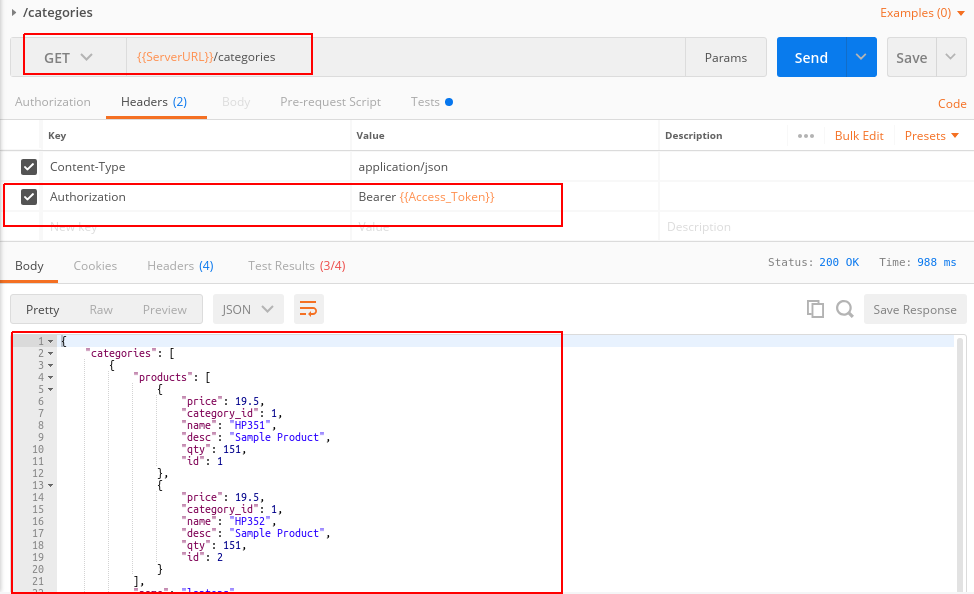 /categories
Examples (0)
GET {{ServerURL}}/categories Params Send Save
Authorization Headers (2) Body Pre-request Script Tests Code
Key Value Description ••• Bulk Edit Presets
Content-Type application/json
Authorization Bearer {{Access_Token}}
New key Value Description
Body Cookies Headers (4) Test Results (3/4) Status: 200 OK Time: 988 ms
Pretty Raw Preview JSON Save Response
1 {
2 "categories": [
3 {
4 "products": [
5 {
6 "price": 19.5,
7 "category_id": 1,
8 "name": "HP351",
9 "desc": "Sample Product",
10 "qty": 151,
11 "id": 1
12 },
13 {
14 "price": 19.5,
15 "category_id": 1,
16 "name": "HP352",
17 "desc": "Sample Product",
18 "qty": 151,
19 "id": 2
20 }
21 ],